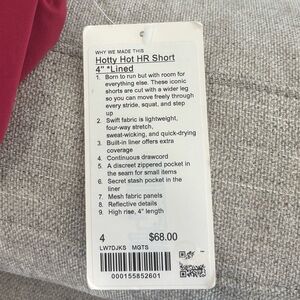 WHY WE MADE THIS
Hotty Hot HR Short
4" *Lined
1. Born to run but with room for
everything else. These iconic
shorts are cut with a wider leg
so you can move freely through
every stride, squat, and step
up
2. Swift fabric is lightweight,
four-way stretch,
sweat-wicking, and quick-drying
3. Built-in liner offers extra
coverage
4. Continuous drawcord
5. A discreet zippered pocket in
the seam for small items
6. Secret stash pocket in the
liner
7. Mesh fabric panels
8. Reflective details
9. High rise, 4" length
4 $68.00
LW7DJKS MGTS
000155852601